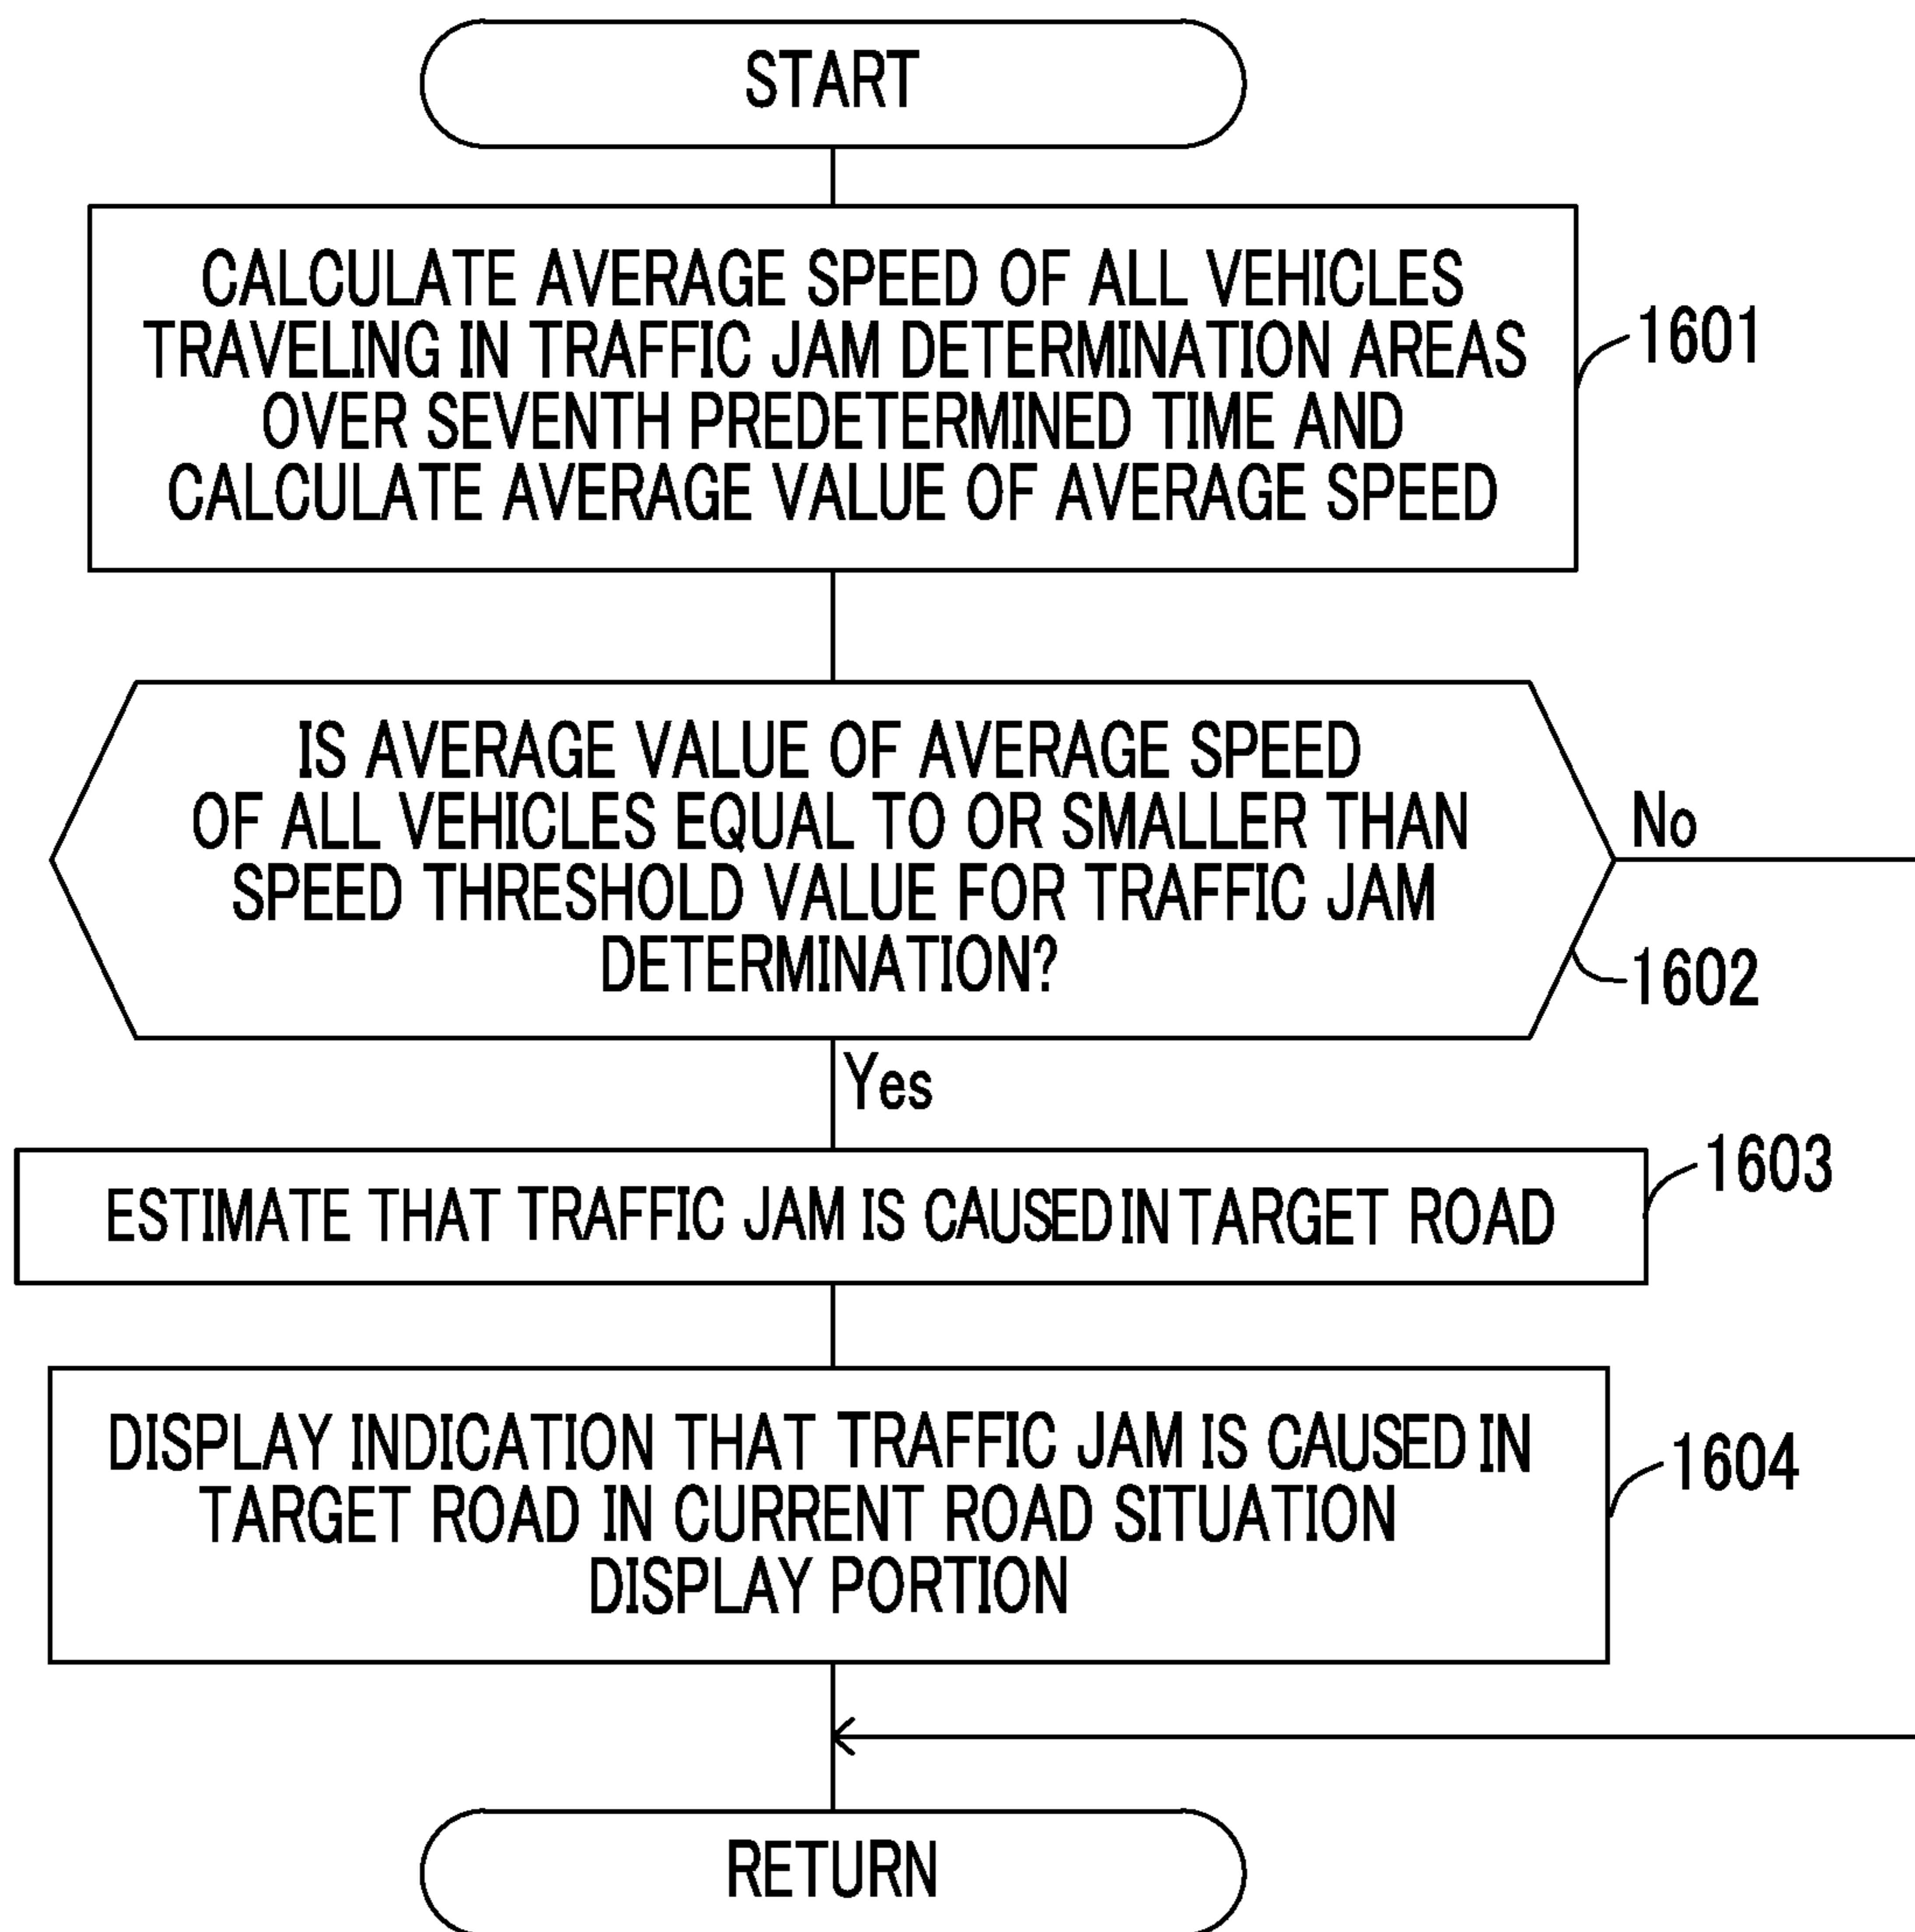 START
CALCULATE AVERAGE SPEED OF ALL VEHICLES
TRAVELING IN TRAFFIC JAM DETERMINATION AREAS
OVER SEVENTH PREDETERMINED TIME AND
CALCULATE AVERAGE VALUE OF AVERAGE SPEED
1601
IS AVERAGE VALUE OF AVERAGE SPEED
OF ALL VEHICLES EQUAL TO OR SMALLER THAN
SPEED THRESHOLD VALUE FOR TRAFFIC JAM
DETERMINATION?
No
1602
Yes
ESTIMATE THAT TRAFFIC JAM IS CAUSED IN TARGET ROAD
1603
DISPLAY INDICATION THAT TRAFFIC JAM IS CAUSED IN
TARGET ROAD IN CURRENT ROAD SITUATION
DISPLAY PORTION
1604
RETURN